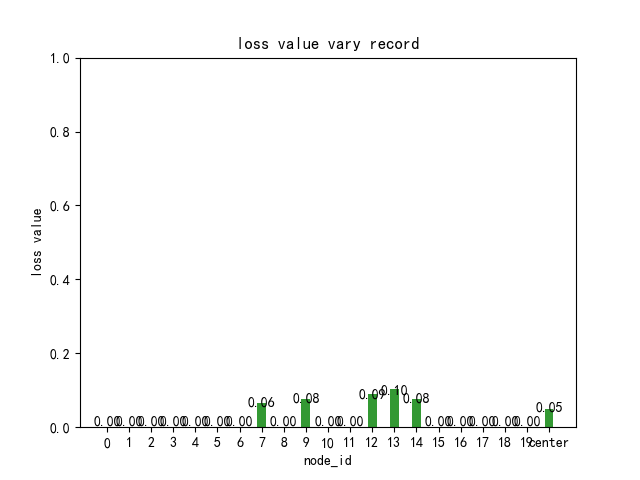 loss value vary record
loss value
1.0
0.8
0.6
0.4
0.2
0.0
0.00 0.00 0.00 0.00 0.00 0.00 0.00 0.06 0.00 0.08 0.00 0.00 0.09 0.10 0.08 0.00 0.00 0.00 0.00 0.00 0.05
0 1 2 3 4 5 6 7 8 9 10 11 12 13 14 15 16 17 18 19 center
node_id